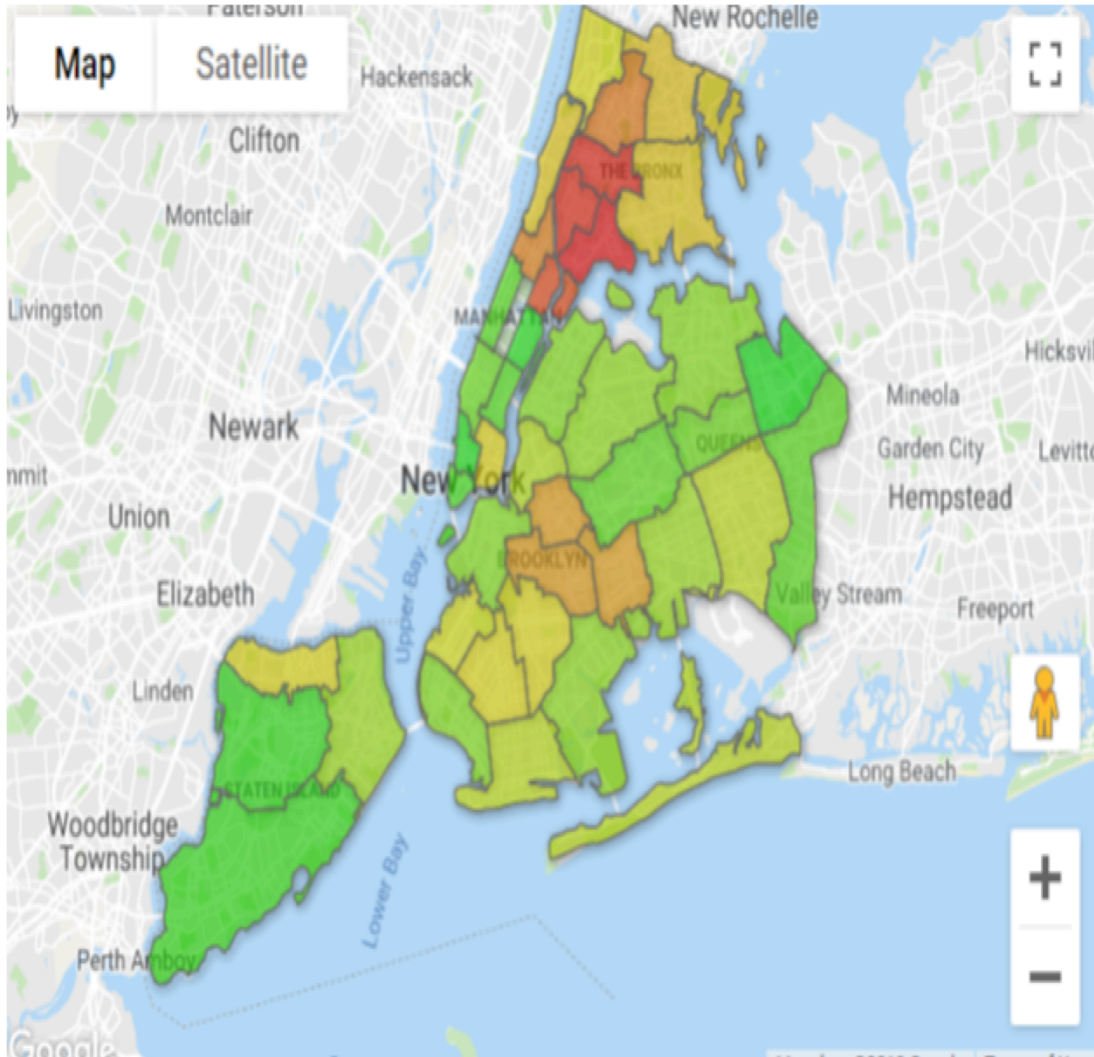 Paterson
New Rochelle
Map
Satellite
Hackensack
Clifton
THE BRONX
Montclair
Livingston
MANHATTAN
Hicksvil
Mineola
Newark
QUEENS
Garden City
Levitto
mmit
New York
Hempstead
Union
BROOKLYN
Elizabeth
Upper Bay
Valley Stream
Freeport
Linden
Long Beach
STATEN ISLAND
Woodbridge
Township
Lower Bay
+
Perth Amboy
−
Google